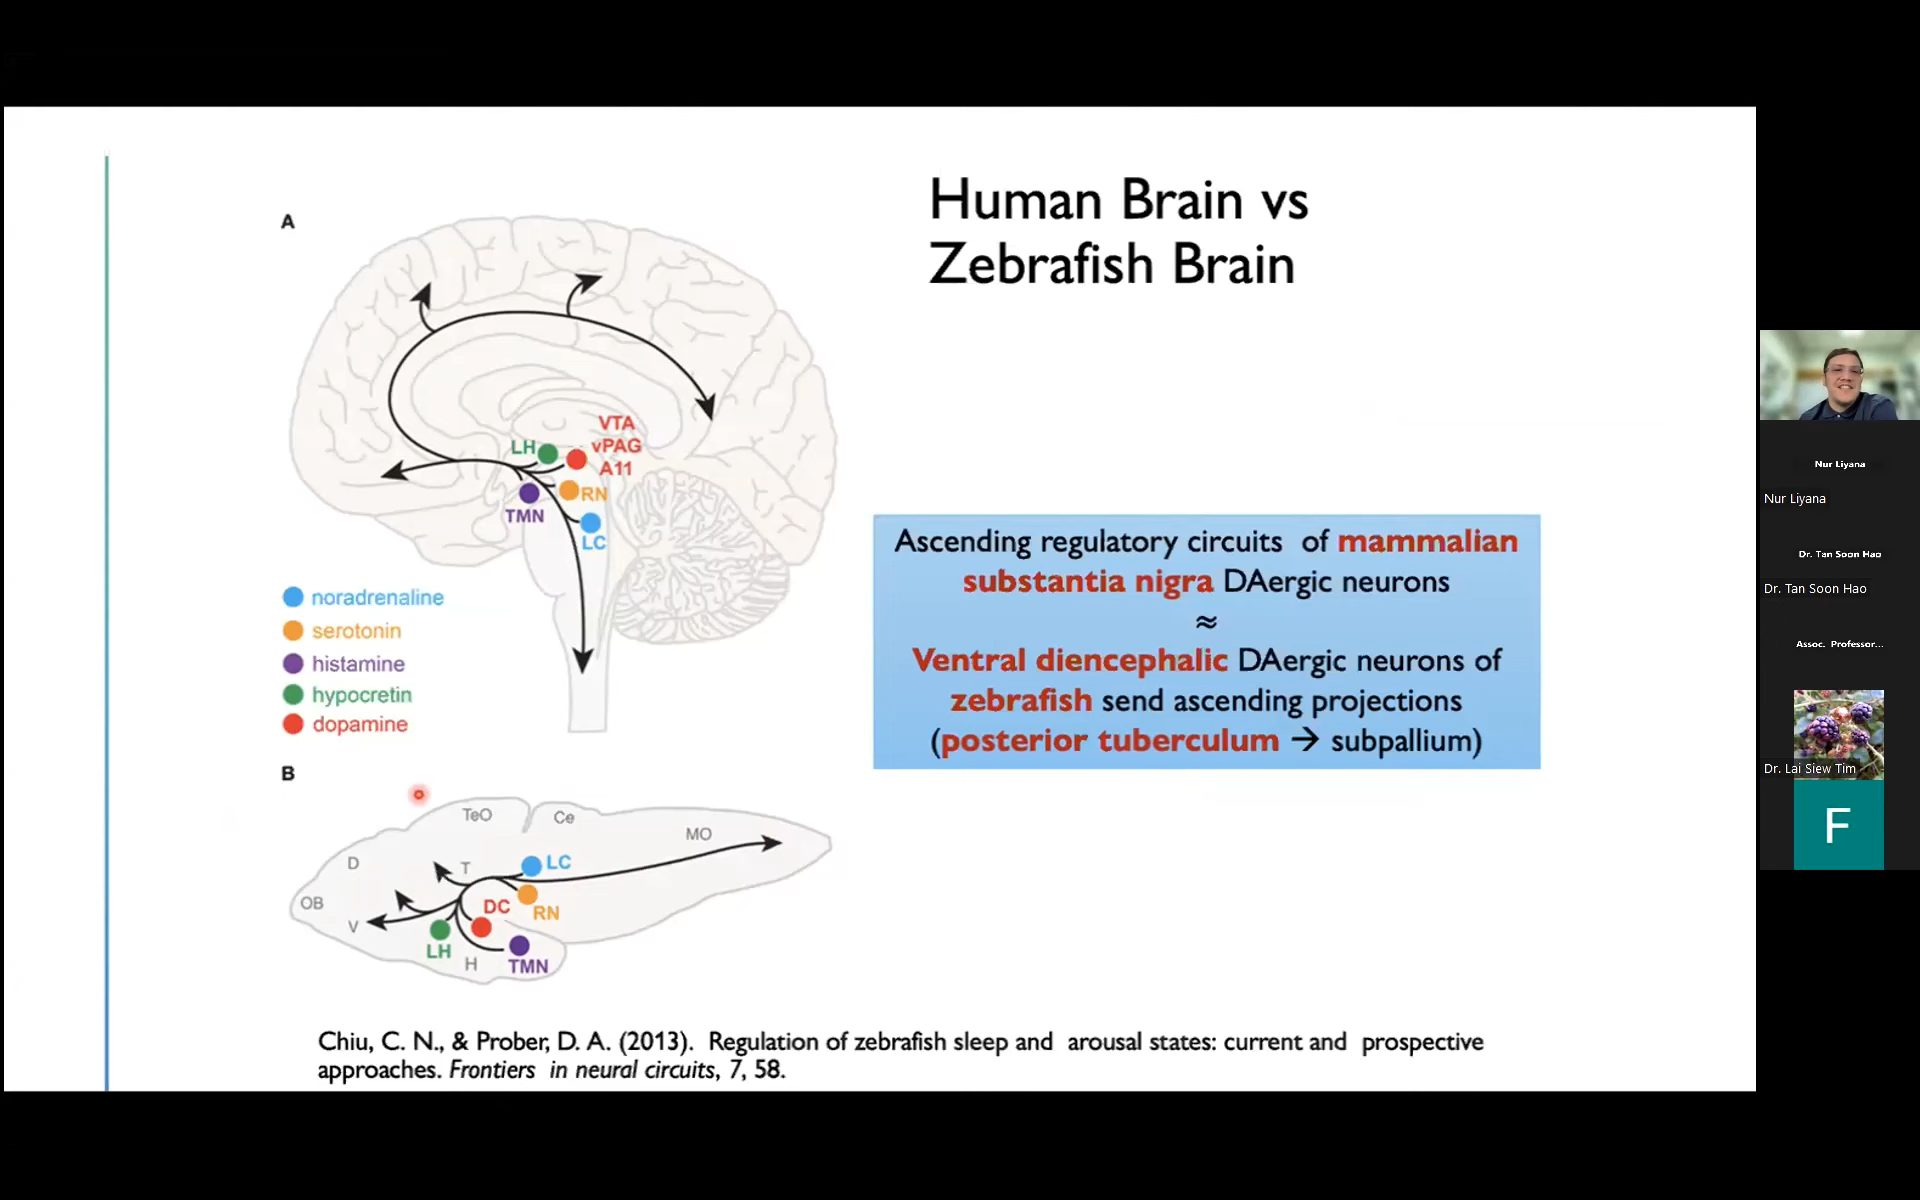 A
Human Brain vs
Zebrafish Brain
VTA
LH
vPAG
A11
RN
TMN
LC
noradrenaline
serotonin
histamine
hypocretin
dopamine
Ascending regulatory circuits of mammalian
substantia nigra DAergic neurons
≈
Ventral diencephalic DAergic neurons of
zebrafish send ascending projections
(posterior tuberculum → subpallium)
B
TeO
Ce
MO
D
T
LC
OB
DC
RN
V
LH
H
TMN
Chiu, C. N., & Prober, D. A. (2013). Regulation of zebrafish sleep and arousal states: current and prospective
approaches. Frontiers in neural circuits, 7, 58.
Nur Liyana
Nur Liyana
Dr. Tan Soon Hao
Dr. Tan Soon Hao
Assoc. Professor...
Dr. Lai Siew Tim
F